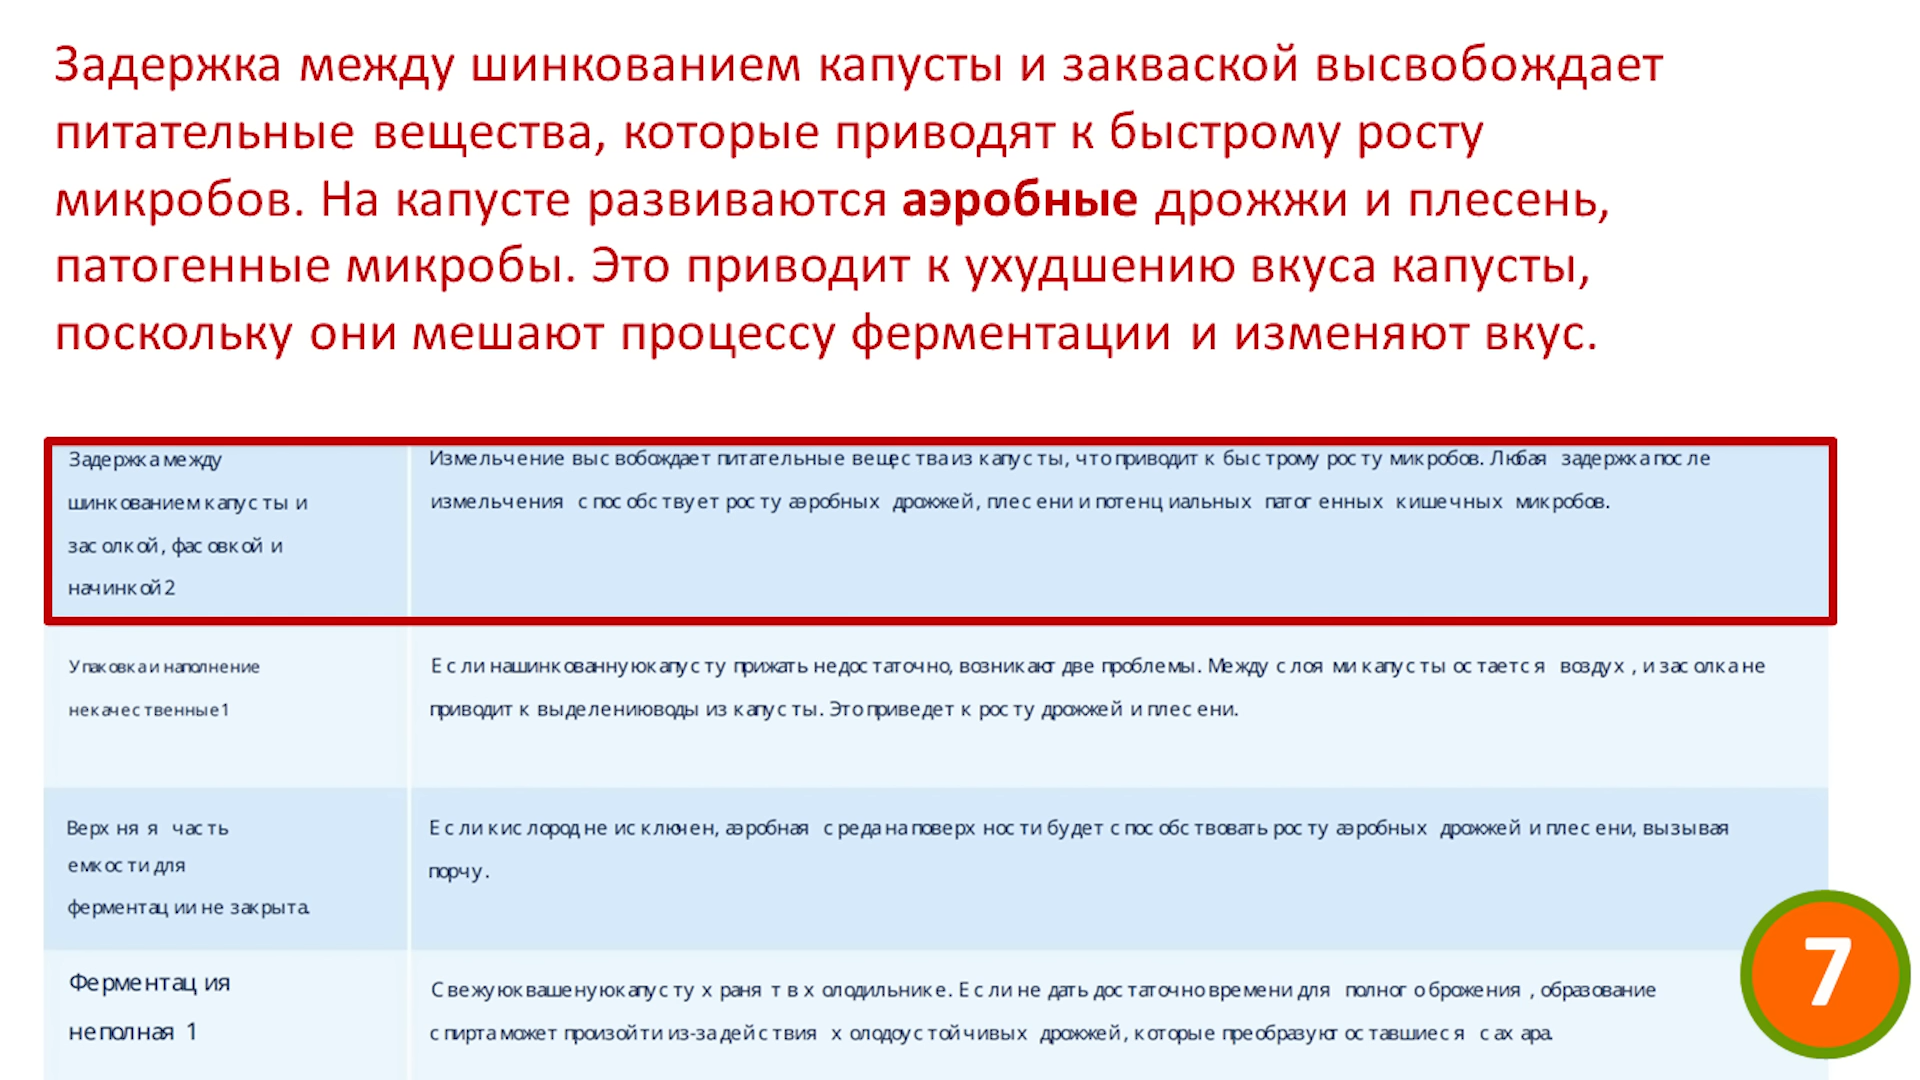 Задержка между шинкованием капусты и закваской высвобождает
питательные вещества, которые приводят к быстрому росту
микробов. На капусте развиваются аэробные дрожжи и плесень,
патогенные микробы. Это приводит к ухудшению вкуса капусты,
поскольку они мешают процессу ферментации и изменяют вкус.
Задержка между
шинкованием капусты и
засолкой, фасовкой и
начинкой2
Измельчение высвобождает питательные вещества из капусты, что приводит к быстрому росту микробов. Любая задержка после
измельчения способствует росту аэробных дрожжей, плесени и потенциальных патогенных кишечных микробов.
Упаковка и наполнение
некачественные1
Если нашинкованную капусту прижать недостаточно, возникают две проблемы. Между слоями капусты остается воздух , и засолка не
приводит к выделению воды из капусты. Это приведет к росту дрожжей и плесени.
Верхняя часть
емкости для
ферментации не закрыта.
Если кислород не исключен, аэробная среда на поверхности будет способствовать росту аэробных дрожжей и плесени, вызывая
порчу.
Ферментация
неполная 1
Свежую квашеную капусту хранят в холодильнике. Если не дать достаточно времени для полного брожения , образование
спирта может произойти из-за действия холодоустойчивых дрожжей, которые преобразуют оставшиеся сахара.
7